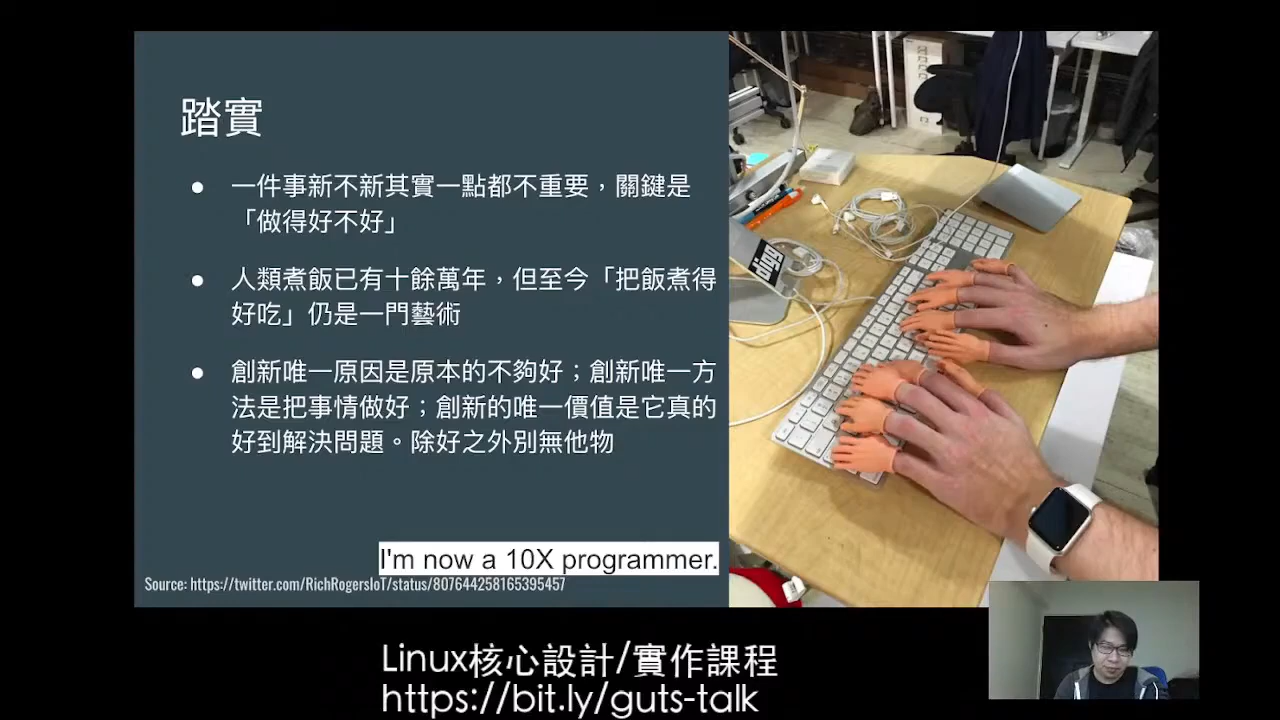 踏實
● 一件事新不新其實一點都不重要，關鍵是
「做得好不好」
● 人類煮飯已有十餘萬年，但至今「把飯煮得
好吃」仍是一門藝術
● 創新唯一原因是原本的不夠好；創新唯一方
法是把事情做好；創新的唯一價值是它真的
好到解決問題。除好之外別無他物
I'm now a 10X programmer.
Source: https://twitter.com/RichRogersIoT/status/807644258165395457
Linux核心設計/實作課程
https://bit.ly/guts-talk